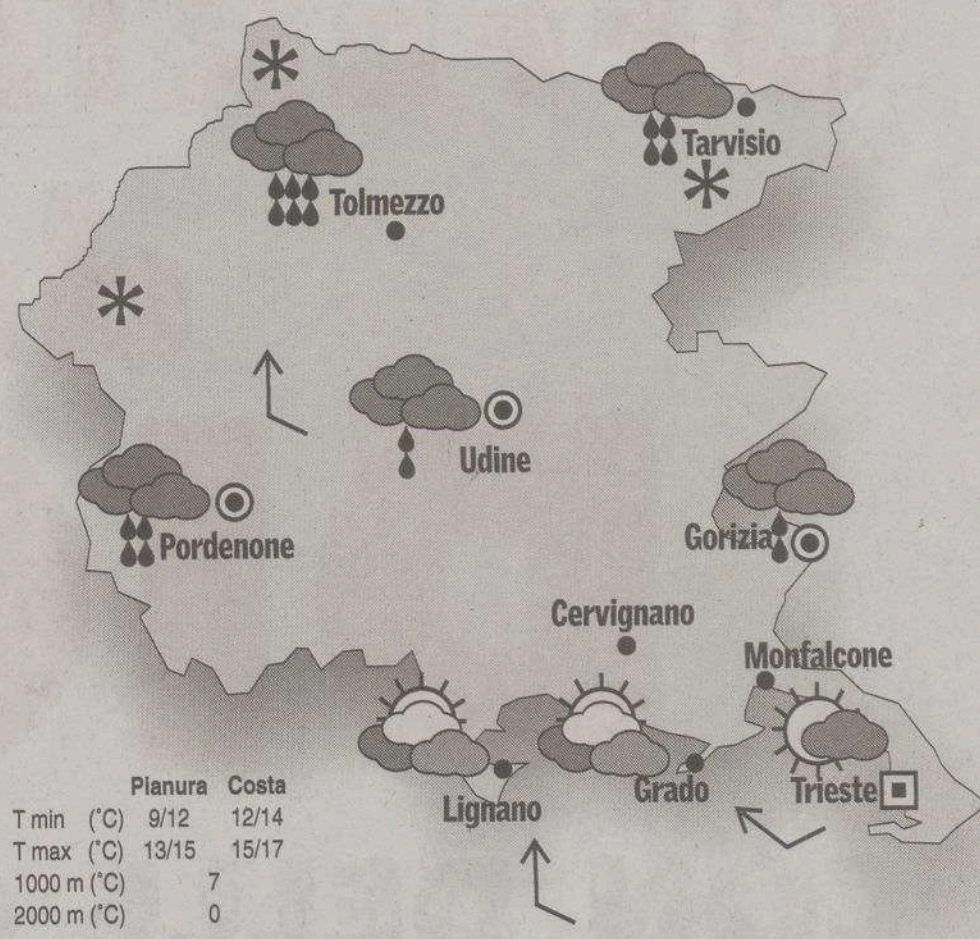 Tarvisio
Tolmezzo
Udine
Pordenone
Gorizia
Cervignano
Monfalcone
Lignano
Grado
Trieste
Pianura Costa
T min (°C) 9/12 12/14
T max (°C) 13/15 15/17
1000 m (°C) 7
2000 m (°C) 0